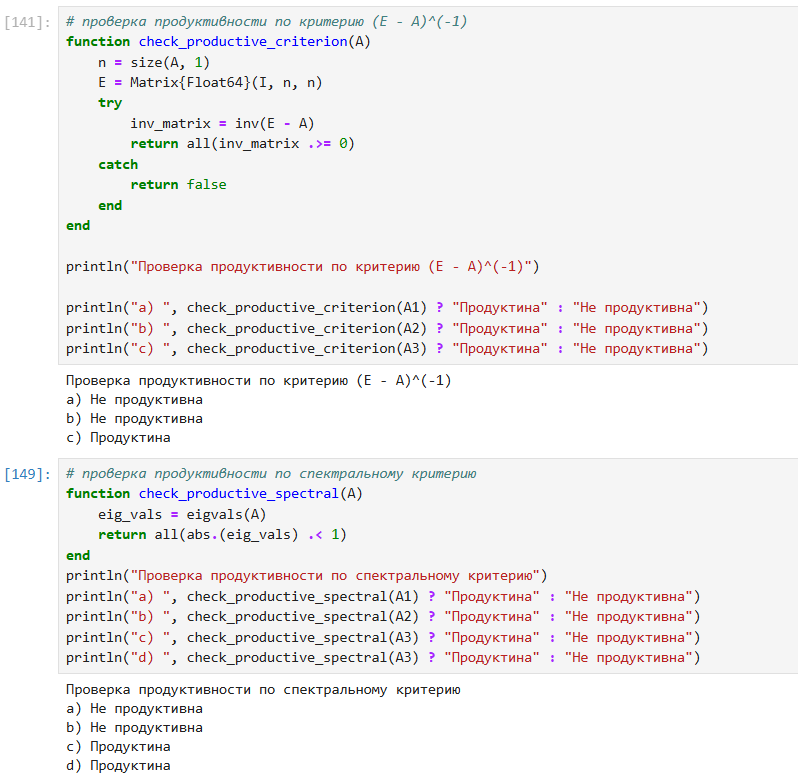 [141]:
# проверка продуктивности по критерию (E - A)^(-1)
function check_productive_criterion(A)
    n = size(A, 1)
    E = Matrix{Float64}(I, n, n)
    try
        inv_matrix = inv(E - A)
        return all(inv_matrix .>= 0)
    catch
        return false
    end
end

println("Проверка продуктивности по критерию (E - A)^(-1)")

println("a) ", check_productive_criterion(A1) ? "Продуктина" : "Не продуктивна")
println("b) ", check_productive_criterion(A2) ? "Продуктина" : "Не продуктивна")
println("c) ", check_productive_criterion(A3) ? "Продуктина" : "Не продуктивна")
Проверка продуктивности по критерию (E - A)^(-1)
a) Не продуктивна
b) Не продуктивна
c) Продуктина
[149]:
# проверка продуктивности по спектральному критерию
function check_productive_spectral(A)
    eig_vals = eigvals(A)
    return all(abs.(eig_vals) .< 1)
end
println("Проверка продуктивности по спектральному критерию")
println("a) ", check_productive_spectral(A1) ? "Продуктина" : "Не продуктивна")
println("b) ", check_productive_spectral(A2) ? "Продуктина" : "Не продуктивна")
println("c) ", check_productive_spectral(A3) ? "Продуктина" : "Не продуктивна")
println("d) ", check_productive_spectral(A3) ? "Продуктина" : "Не продуктивна")
Проверка продуктивности по спектральному критерию
a) Не продуктивна
b) Не продуктивна
c) Продуктина
d) Продуктина